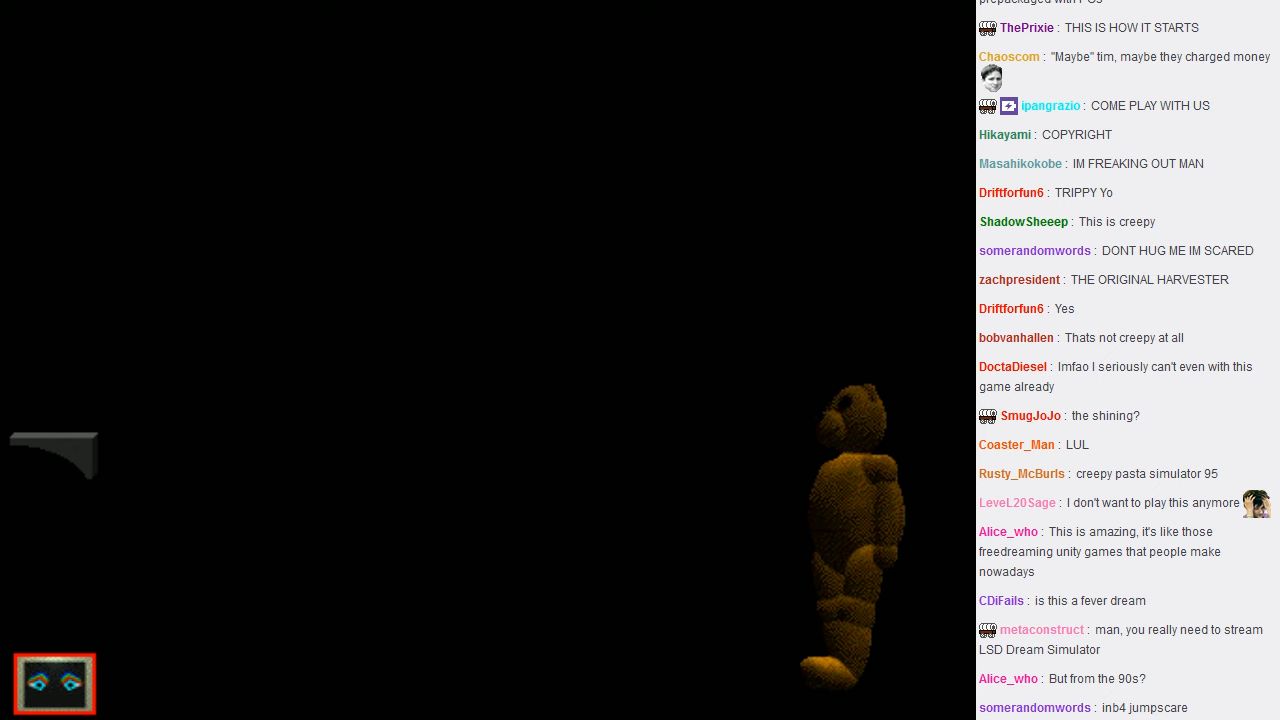 ThePrixie : THIS IS HOW IT STARTS
Chaoscom : "Maybe" tim, maybe they charged money
ipangrazio : COME PLAY WITH US
Hikayami : COPYRIGHT
Masahikokobe : IM FREAKING OUT MAN
Driftforfun6 : TRIPPY Yo
ShadowSheeep : This is creepy
somerandomwords : DONT HUG ME IM SCARED
zachpresident : THE ORIGINAL HARVESTER
Driftforfun6 : Yes
bobvanhallen : Thats not creepy at all
DoctaDiesel : lmfao I seriously can't even with this
game already
SmugJoJo : the shining?
Coaster_Man : LUL
Rusty_McBurls : creepy pasta simulator 95
LeveL20Sage : I don't want to play this anymore
Alice_who : This is amazing, it's like those
freedreaming unity games that people make
nowadays
CDiFails : is this a fever dream
metaconstruct : man, you really need to stream
LSD Dream Simulator
Alice_who : But from the 90s?
somerandomwords : inb4 jumpscare